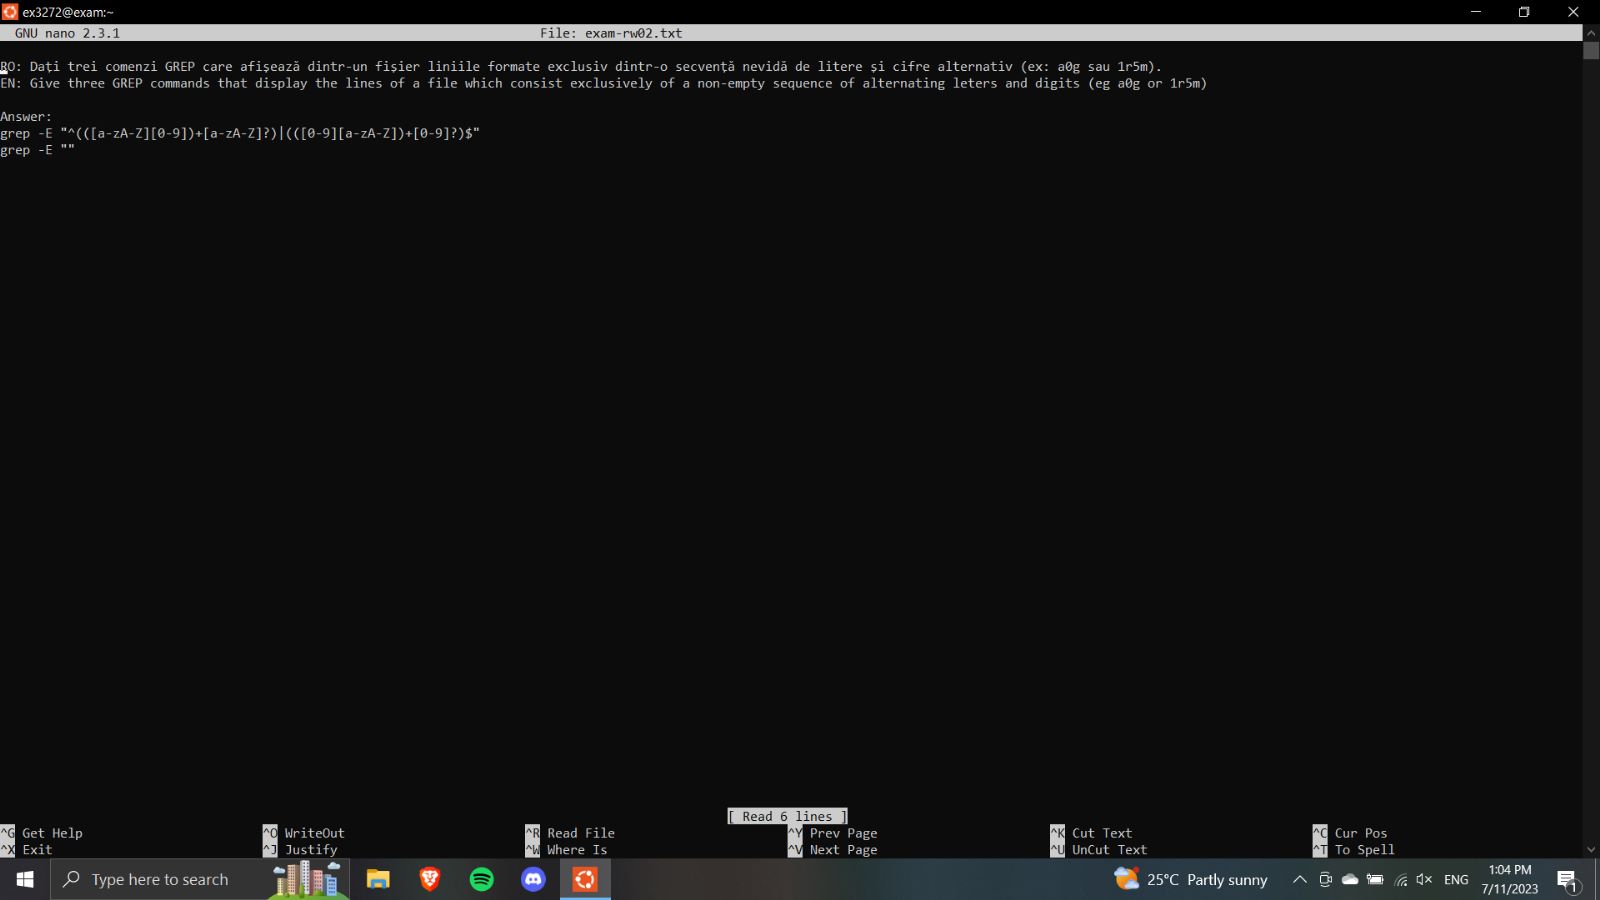 ex3272@exam:~
GNU nano 2.3.1 File: exam-rw02.txt
RO: Dați trei comenzi GREP care afișează dintr-un fișier liniile formate exclusiv dintr-o secvență nevidă de litere și cifre alternativ (ex: a0g sau 1r5m).
EN: Give three GREP commands that display the lines of a file which consist exclusively of a non-empty sequence of alternating leters and digits (eg a0g or 1r5m)
Answer:
grep -E "^(([a-zA-Z][0-9])+[a-zA-Z]?)|(([0-9][a-zA-Z])+[0-9]?)$"
grep -E ""
[ Read 6 lines ]
^G Get Help ^O WriteOut ^R Read File ^Y Prev Page ^K Cut Text ^C Cur Pos
^X Exit ^J Justify ^W Where Is ^V Next Page ^U UnCut Text ^T To Spell
Type here to search 25°C Partly sunny ENG 1:04 PM
7/11/2023 1